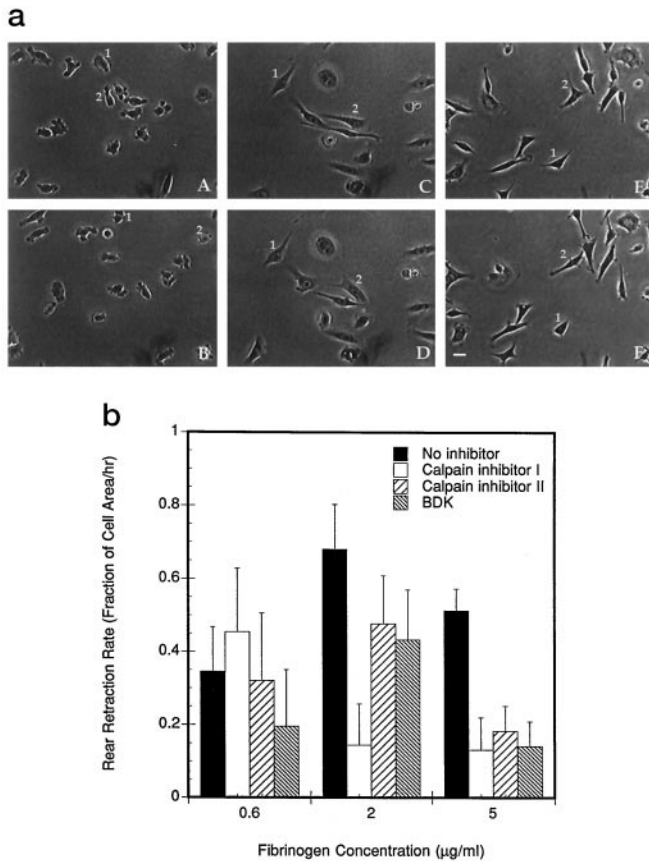 a
1
2
A
1
2
C
2
1
E
1
2
B
1
2
D
2
1
F
b
Rear Retraction Rate (Fraction of Cell Area/hr)
1
0.8
0.6
0.4
0.2
0
No inhibitor
Calpain inhibitor I
Calpain inhibitor II
BDK
0.6 2 5
Fibrinogen Concentration (μg/ml)